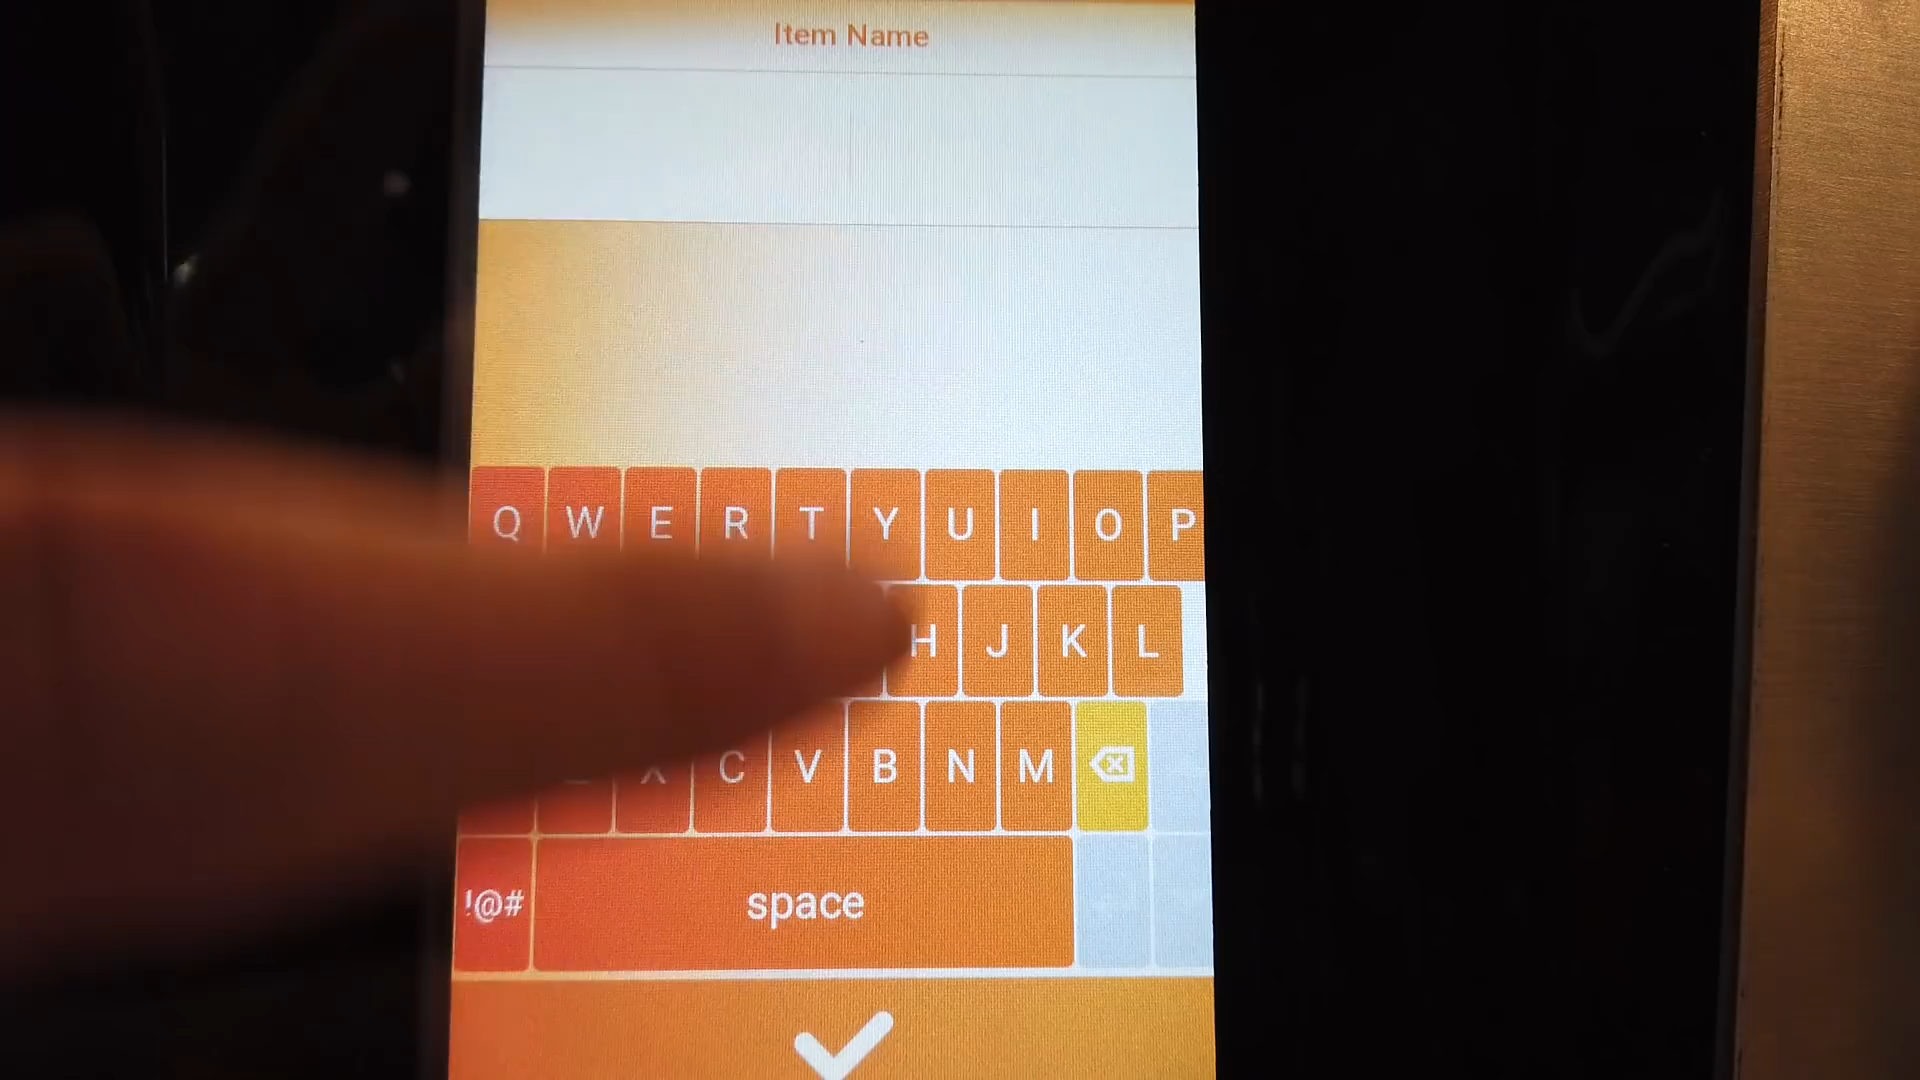 Item Name
Q W E R T Y U I O P
H J K L
X C V B N M
!@# space